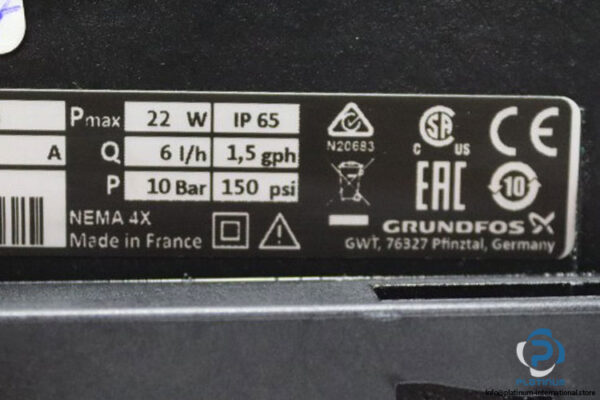 Pmax 22 W IP 65
A Q 6 l/h 1,5 gph
P 10 Bar 150 psi
NEMA 4X
Made in France
N20683
C US
CE
EAC
10
GRUNDFOS
GWT, 76327 Pfinztal, Germany
PLATINUM
info@platinum-international.store